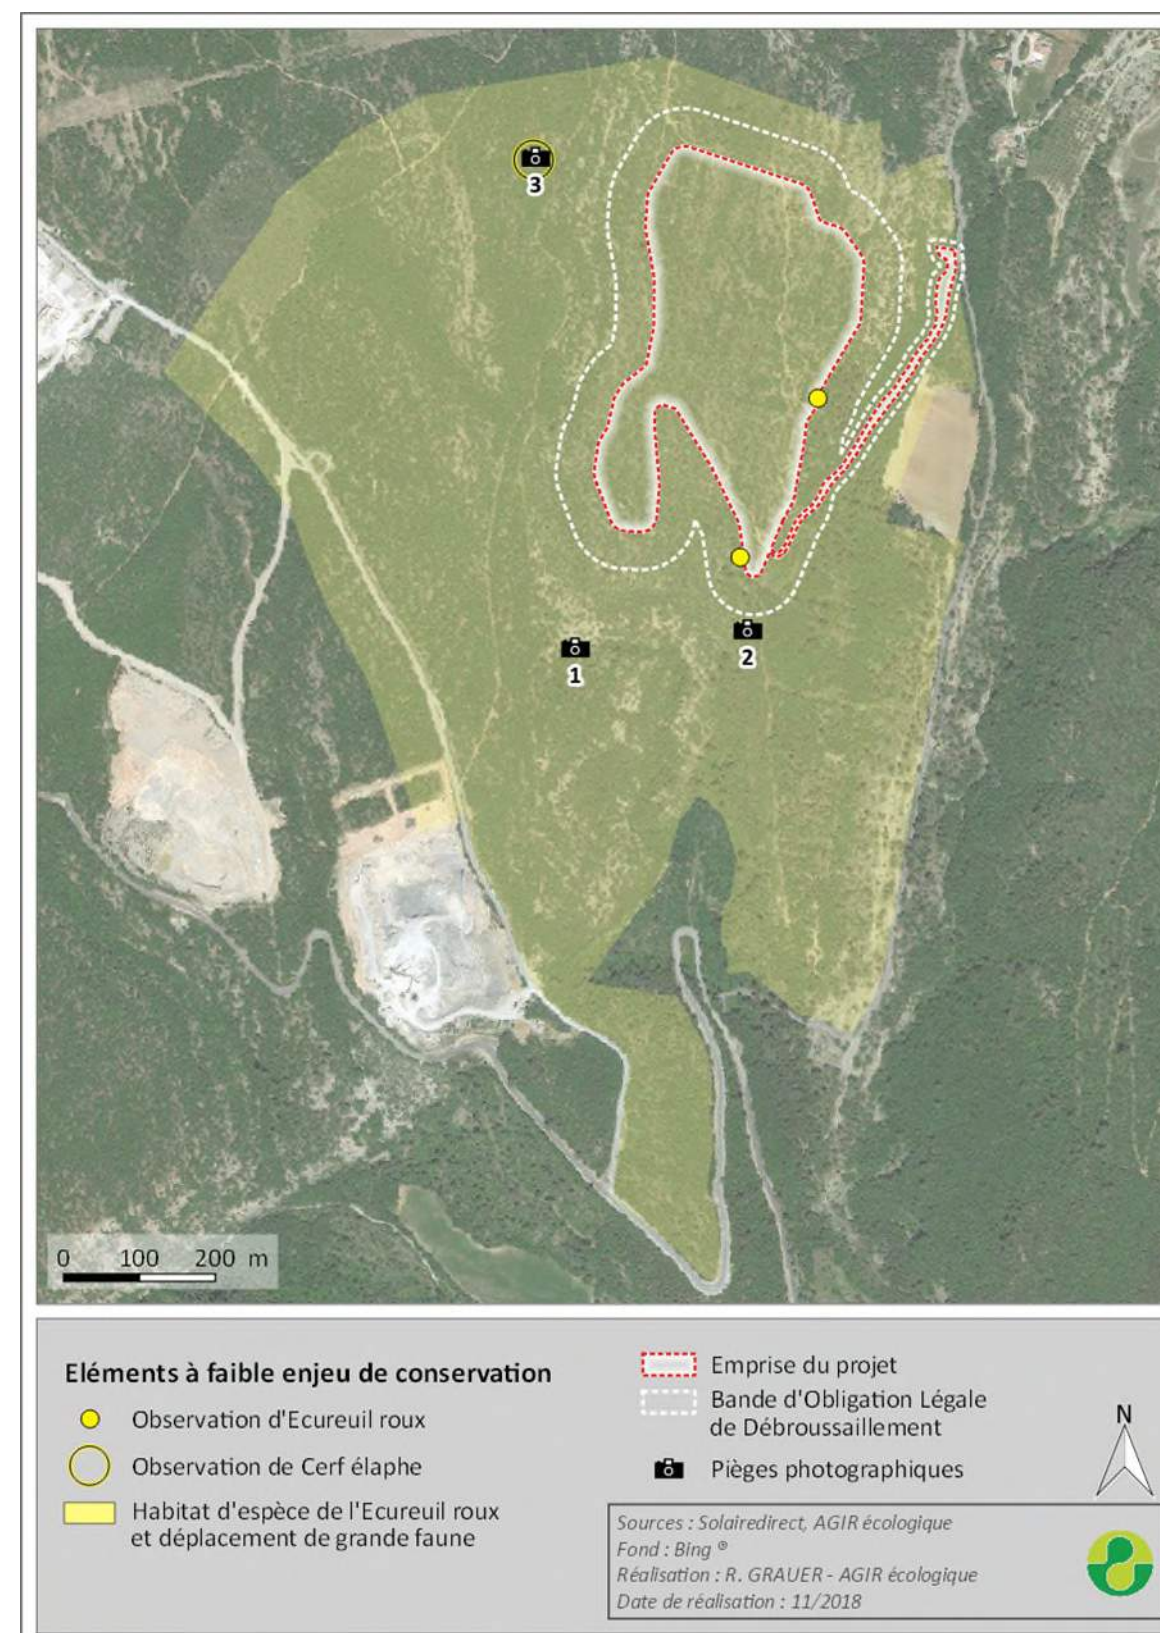 3
1
2
0 100 200 m
Eléments à faible enjeu de conservation
Observation d'Ecureuil roux
Observation de Cerf élaphe
Habitat d'espèce de l'Ecureuil roux
et déplacement de grande faune
Emprise du projet
Bande d'Obligation Légale
de Débroussaillement
Pièges photographiques
N
Sources : Solairedirect, AGIR écologique
Fond : Bing ®
Réalisation : R. GRAUER - AGIR écologique
Date de réalisation : 11/2018